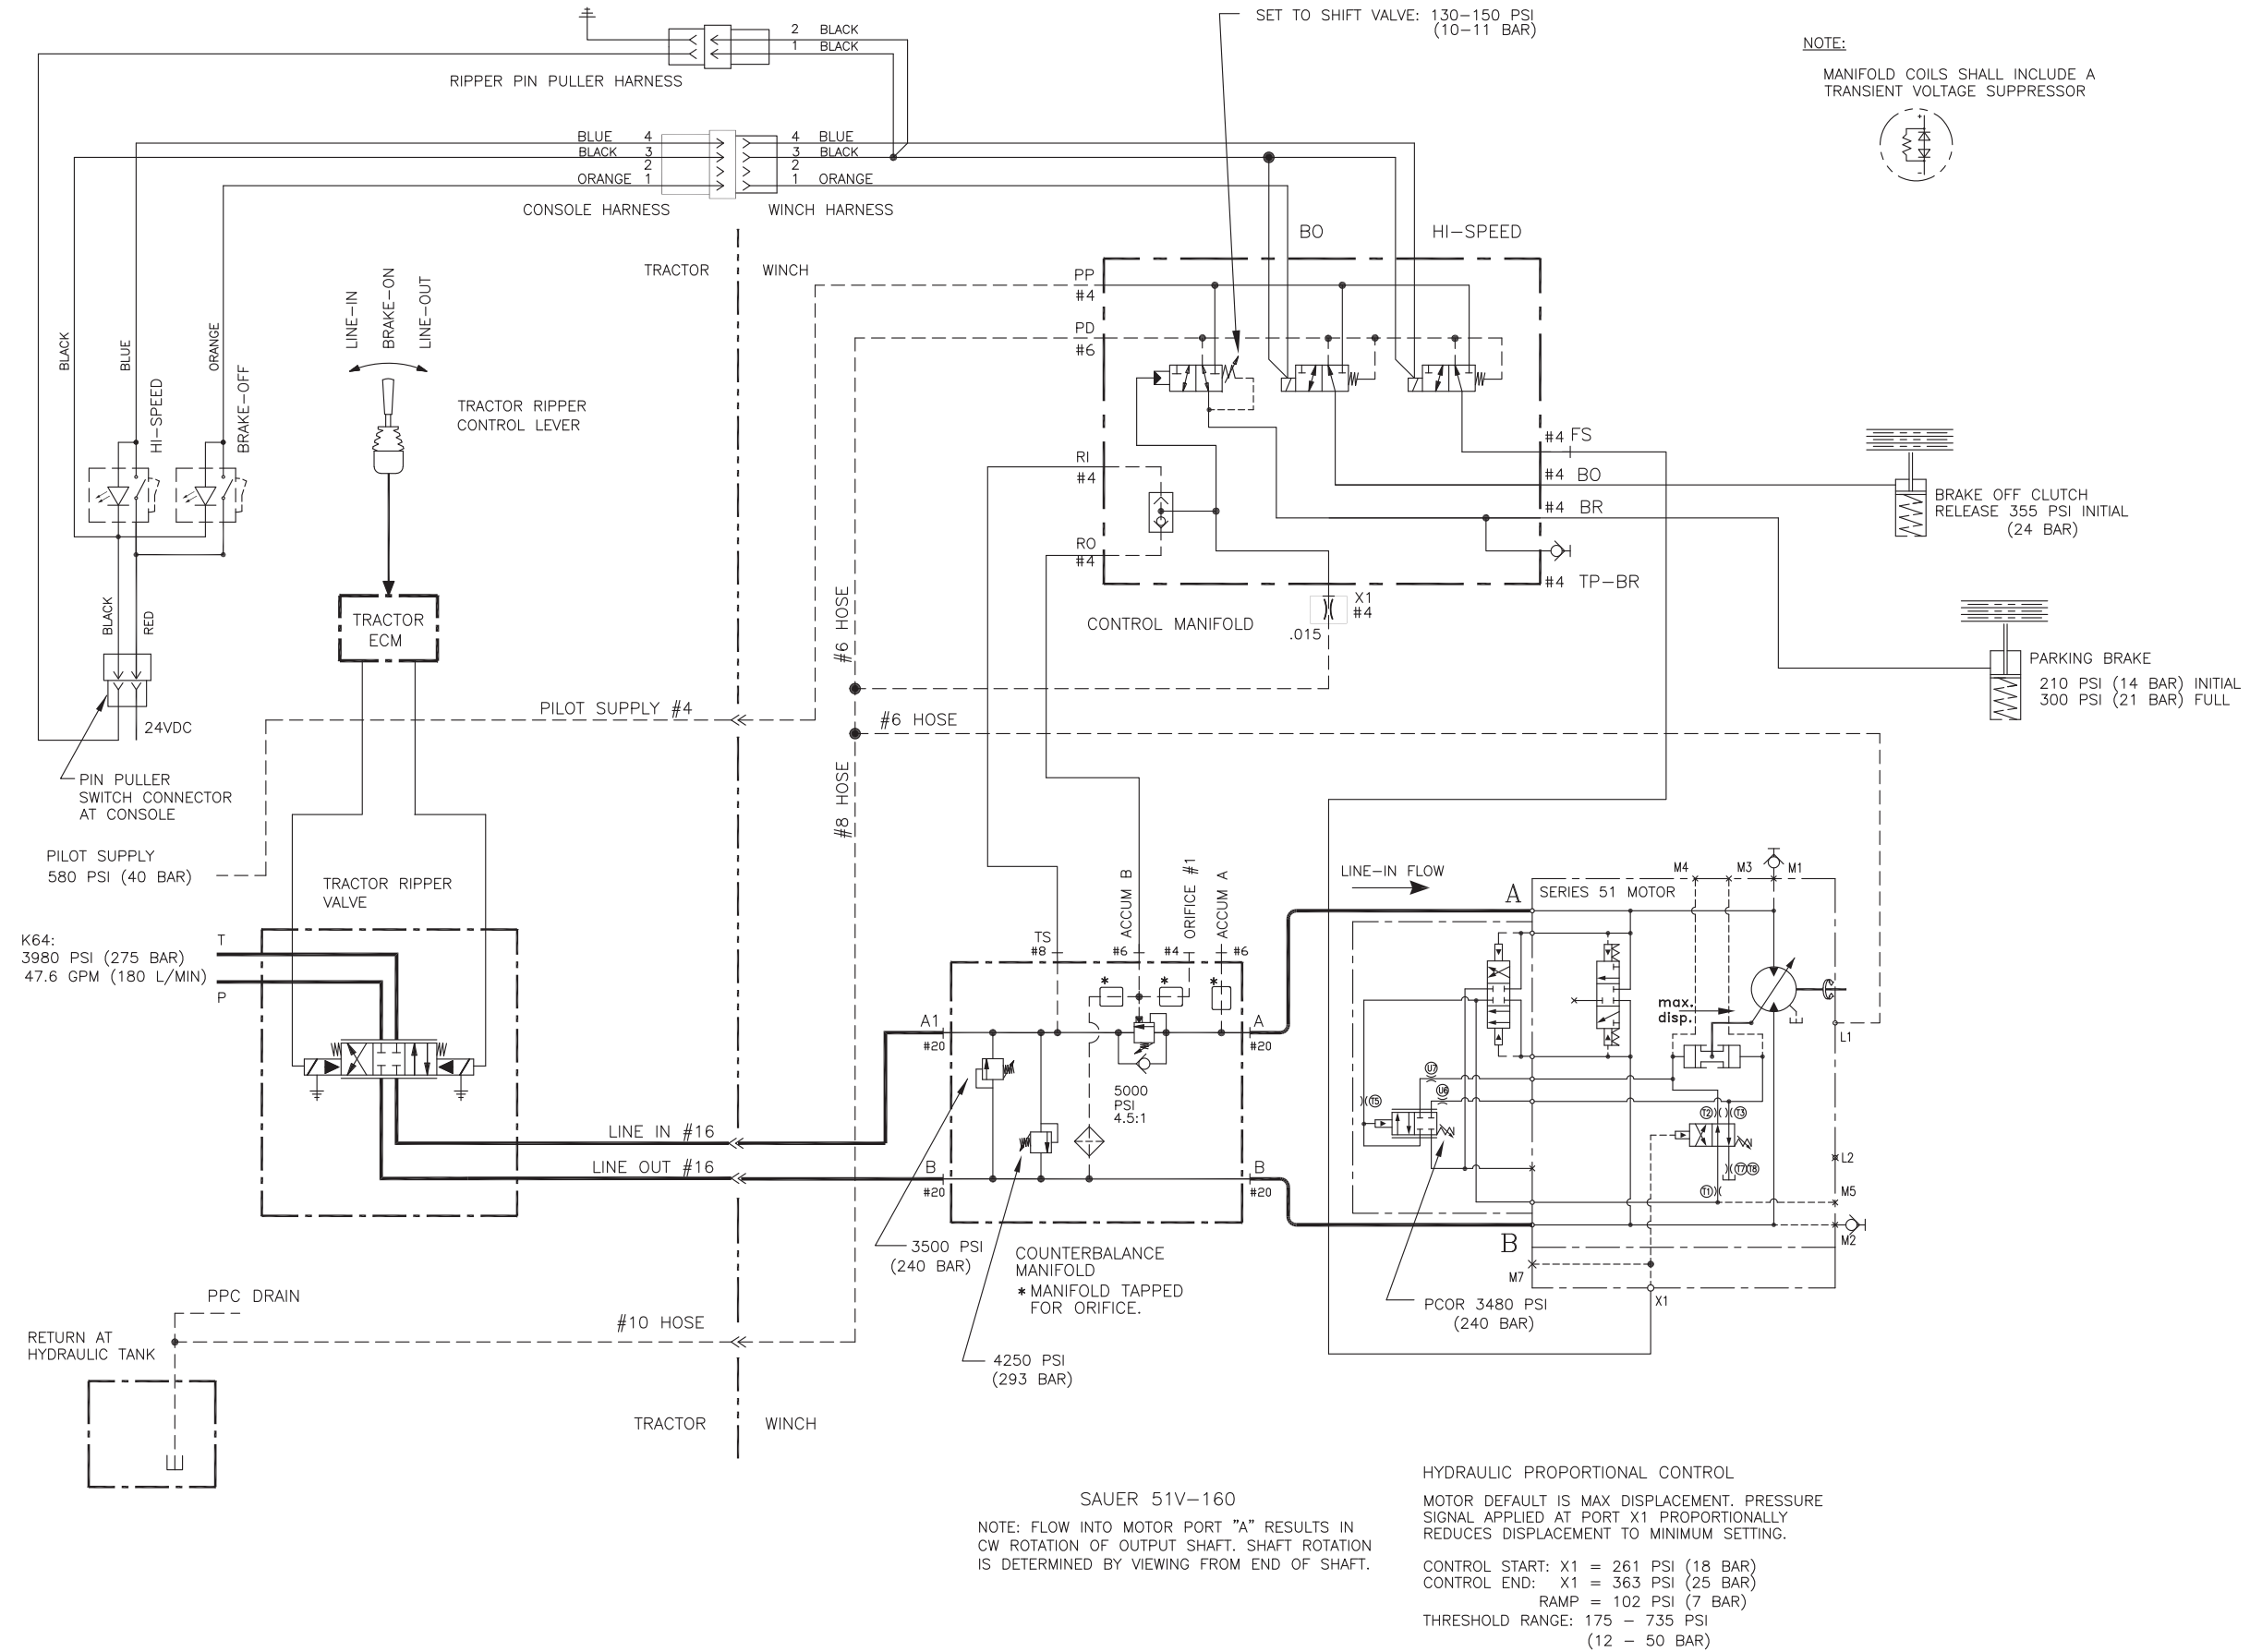 SET TO SHIFT VALVE: 130-150 PSI
(10-11 BAR)
NOTE:
MANIFOLD COILS SHALL INCLUDE A
TRANSIENT VOLTAGE SUPPRESSOR
+
-
2 BLACK
1 BLACK
RIPPER PIN PULLER HARNESS
BLUE 4
BLACK 3
2
ORANGE 1
4 BLUE
3 BLACK
2
1 ORANGE
CONSOLE HARNESS
WINCH HARNESS
TRACTOR
WINCH
BO
HI-SPEED
BLACK
BLUE
ORANGE
HI-SPEED
BRAKE-OFF
LINE-IN
BRAKE-ON
LINE-OUT
TRACTOR RIPPER
CONTROL LEVER
TRACTOR
ECM
BLACK
RED
24VDC
PIN PULLER
SWITCH CONNECTOR
AT CONSOLE
PP
#4
PD
#6
RI
#4
RO
#4
#4 FS
#4 BO
#4 BR
#4 TP-BR
X1
#4
.015
CONTROL MANIFOLD
BRAKE OFF CLUTCH
RELEASE 355 PSI INITIAL
(24 BAR)
PARKING BRAKE
210 PSI (14 BAR) INITIAL
300 PSI (21 BAR) FULL
#6 HOSE
PILOT SUPPLY #4
#6 HOSE
#8 HOSE
PILOT SUPPLY
580 PSI (40 BAR)
TRACTOR RIPPER
VALVE
K64:
3980 PSI (275 BAR)
47.6 GPM (180 L/MIN)
T
P
LINE IN #16
LINE OUT #16
TS
#8
ACCUM B
#6
ORIFICE #1
#4
ACCUM A
#6
*
*
*
A1
#20
A
#20
B
#20
B
#20
5000
PSI
4.5:1
3500 PSI
(240 BAR)
4250 PSI
(293 BAR)
COUNTERBALANCE
MANIFOLD
* MANIFOLD TAPPED
FOR ORIFICE.
LINE-IN FLOW
A
B
SERIES 51 MOTOR
M4
M3
M1
max.
disp.
L1
L2
M5
M2
M7
X1
T5
U7
U6
T2
T3
T7
T8
T1
PCOR 3480 PSI
(240 BAR)
PPC DRAIN
RETURN AT
HYDRAULIC TANK
#10 HOSE
TRACTOR
WINCH
SAUER 51V-160
NOTE: FLOW INTO MOTOR PORT "A" RESULTS IN
CW ROTATION OF OUTPUT SHAFT. SHAFT ROTATION
IS DETERMINED BY VIEWING FROM END OF SHAFT.
HYDRAULIC PROPORTIONAL CONTROL
MOTOR DEFAULT IS MAX DISPLACEMENT. PRESSURE
SIGNAL APPLIED AT PORT X1 PROPORTIONALLY
REDUCES DISPLACEMENT TO MINIMUM SETTING.
CONTROL START: X1 = 261 PSI (18 BAR)
CONTROL END: X1 = 363 PSI (25 BAR)
RAMP = 102 PSI (7 BAR)
THRESHOLD RANGE: 175 - 735 PSI
(12 - 50 BAR)